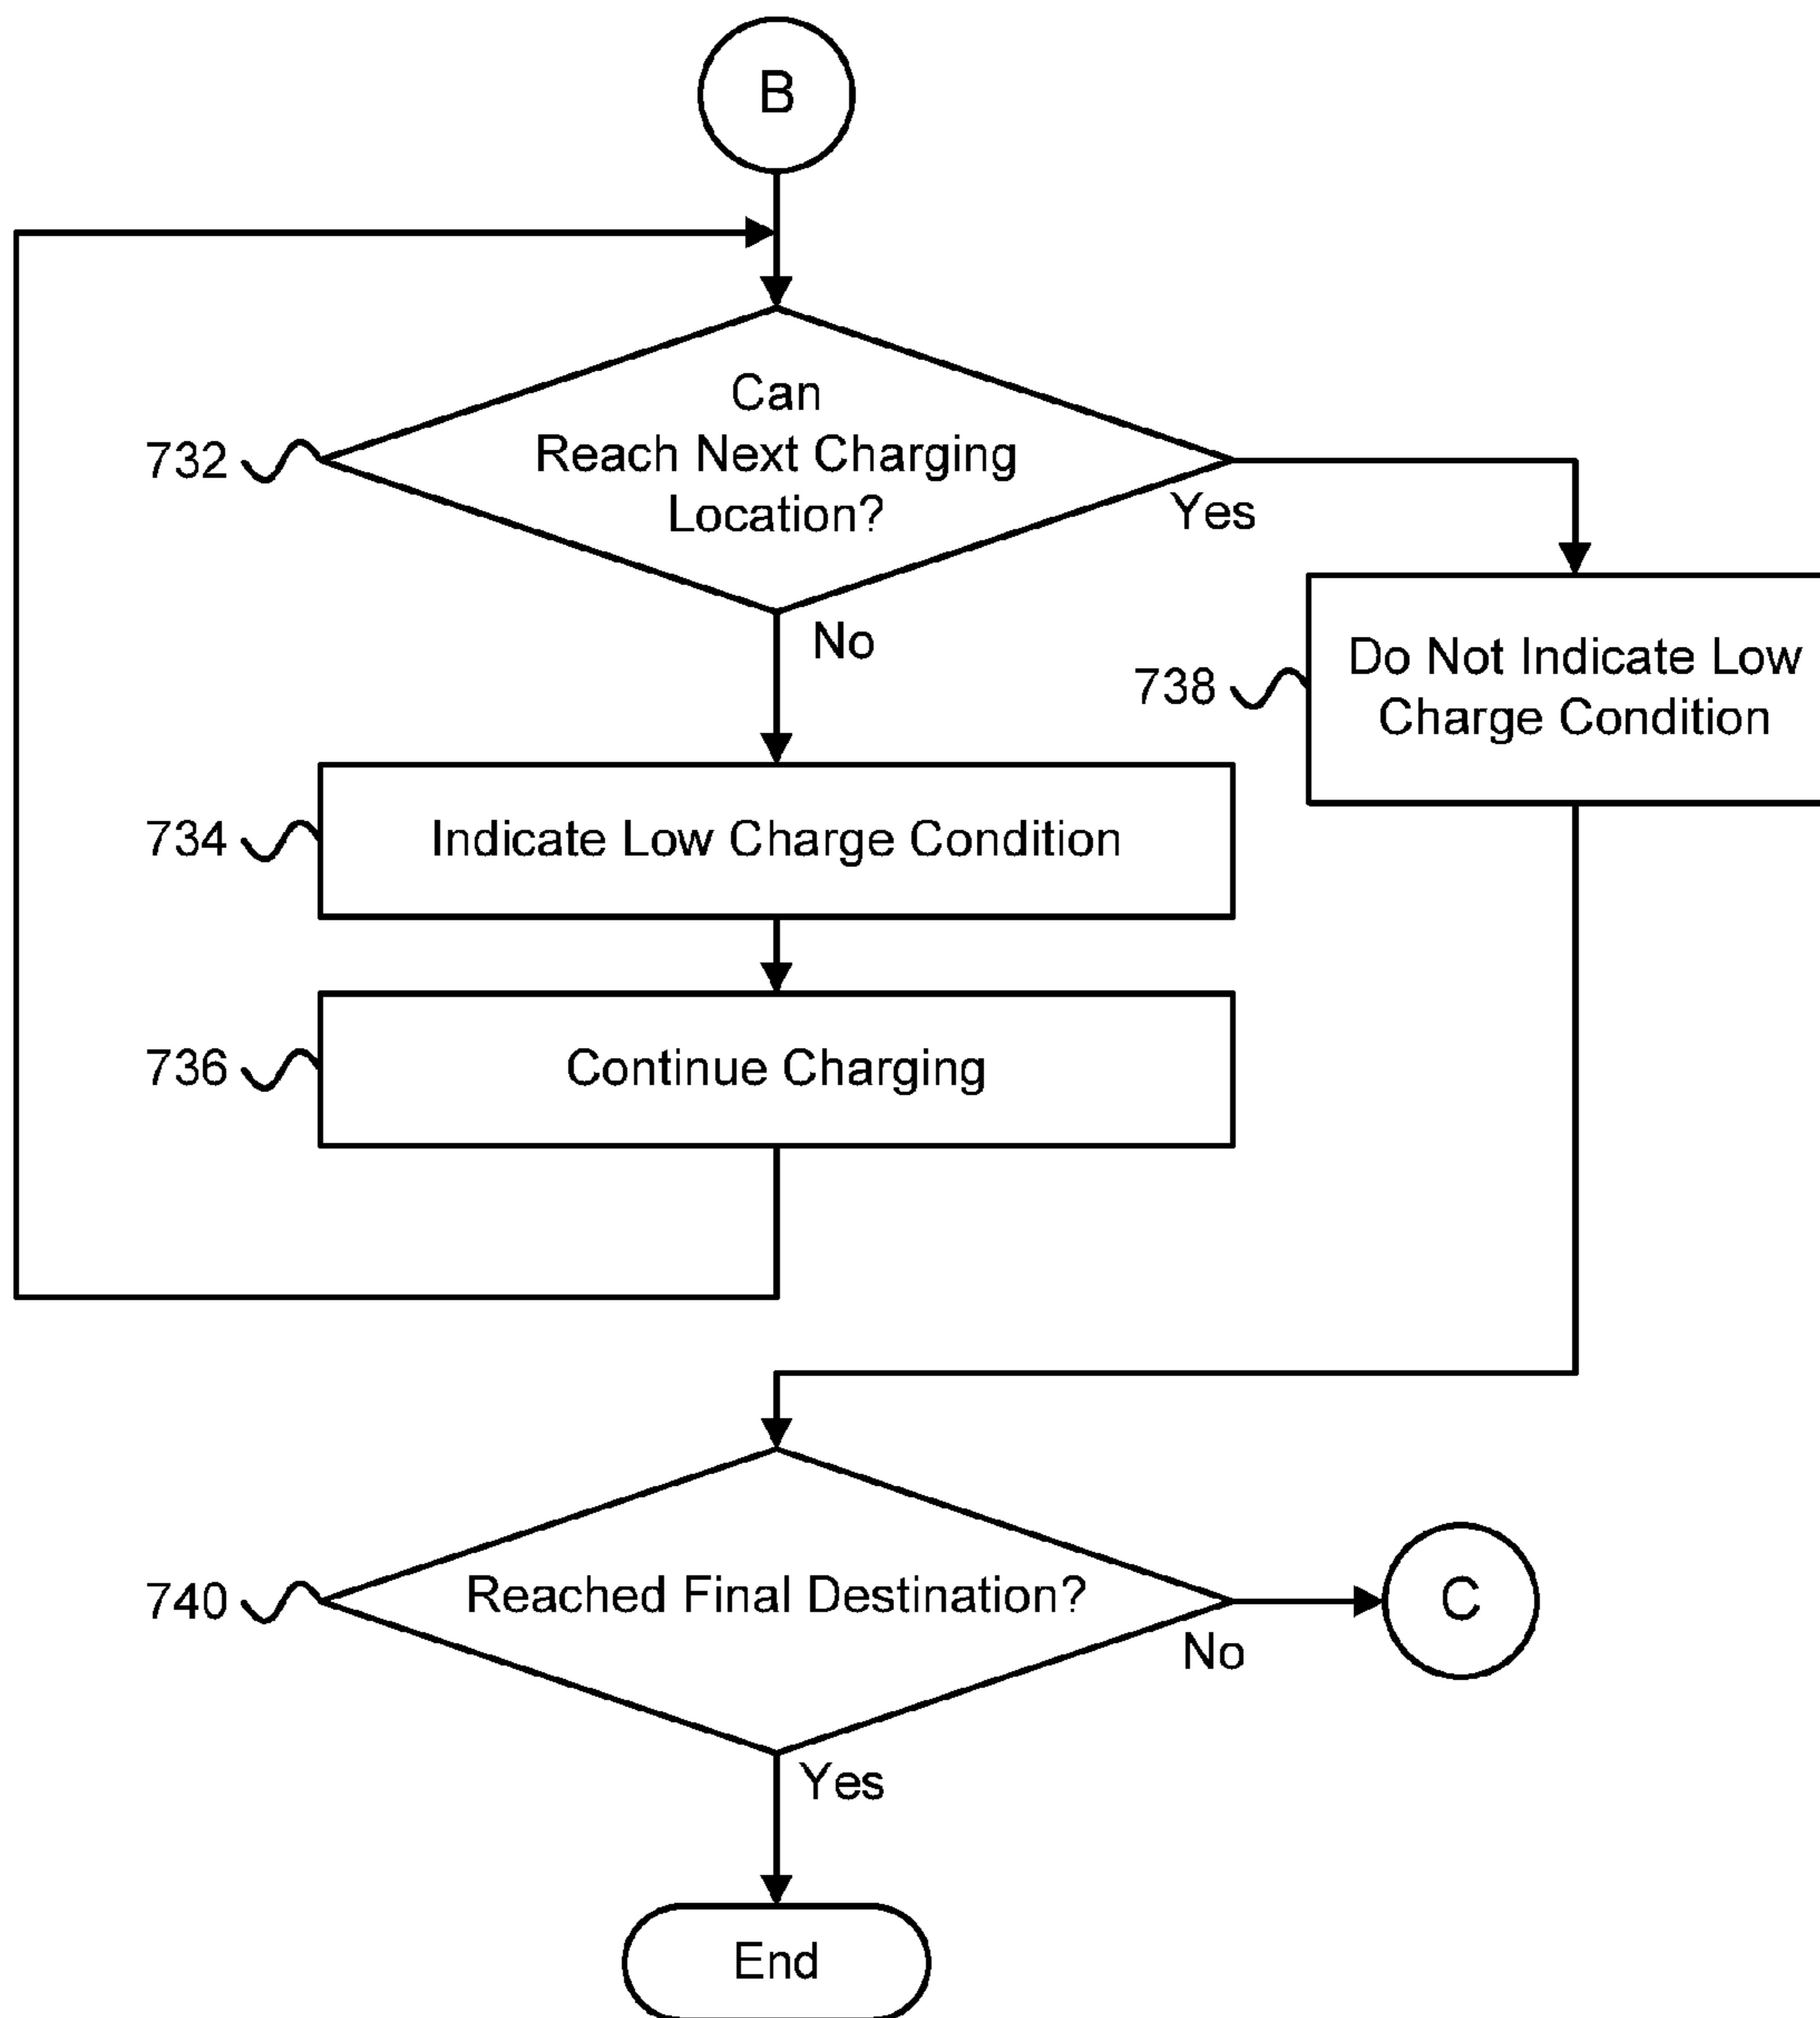 B
Can
Reach Next Charging
Location?
732
Yes
No
738
Do Not Indicate Low
Charge Condition
734
Indicate Low Charge Condition
736
Continue Charging
740
Reached Final Destination?
No
C
Yes
End